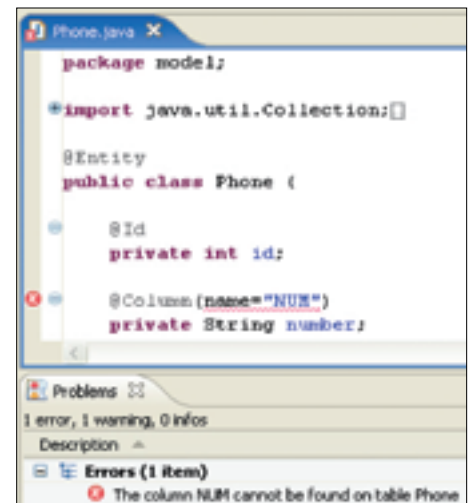 Phone.java
package model;
import java.util.Collection;
@Entity
public class Phone {
@Id
private int id;
@Column(name="NUM")
private String number;
Problems
1 error, 1 warning, 0 infos
Description
Errors (1 item)
The column NUM cannot be found on table Phone